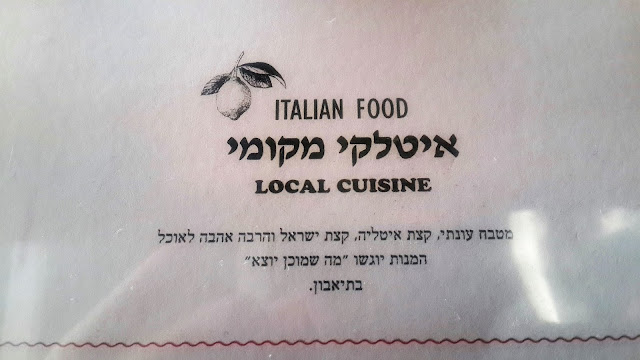 ITALIAN FOOD
איטלקי מקומי
LOCAL CUISINE
מטבח עונתי, קצת איטליה, קצת ישראל והרבה אהבה לאוכל
המנות יוגשו ״מה שמוכן יוצא״
בתיאבון.